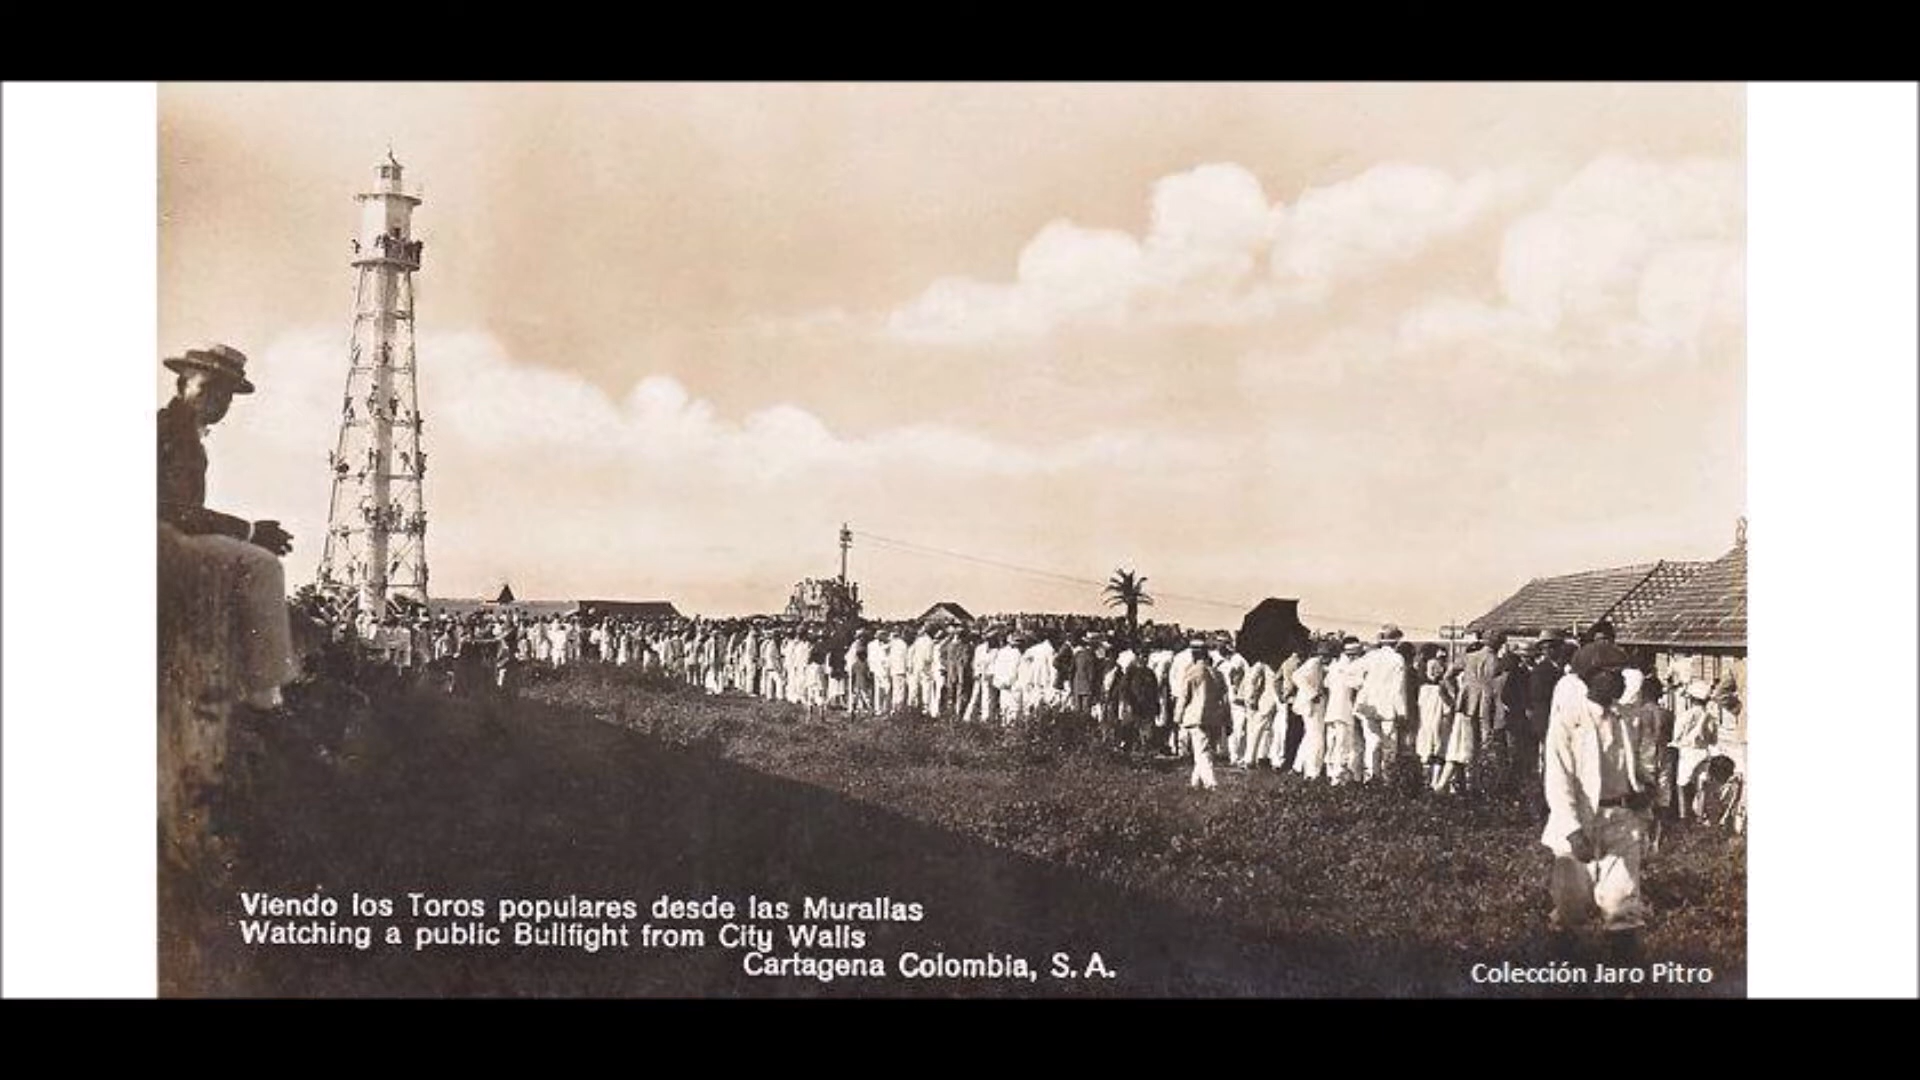 Viendo los Toros populares desde las Murallas
Watching a public Bullfight from City Walls
Cartagena Colombia, S. A.
Colección Jaro Pitro